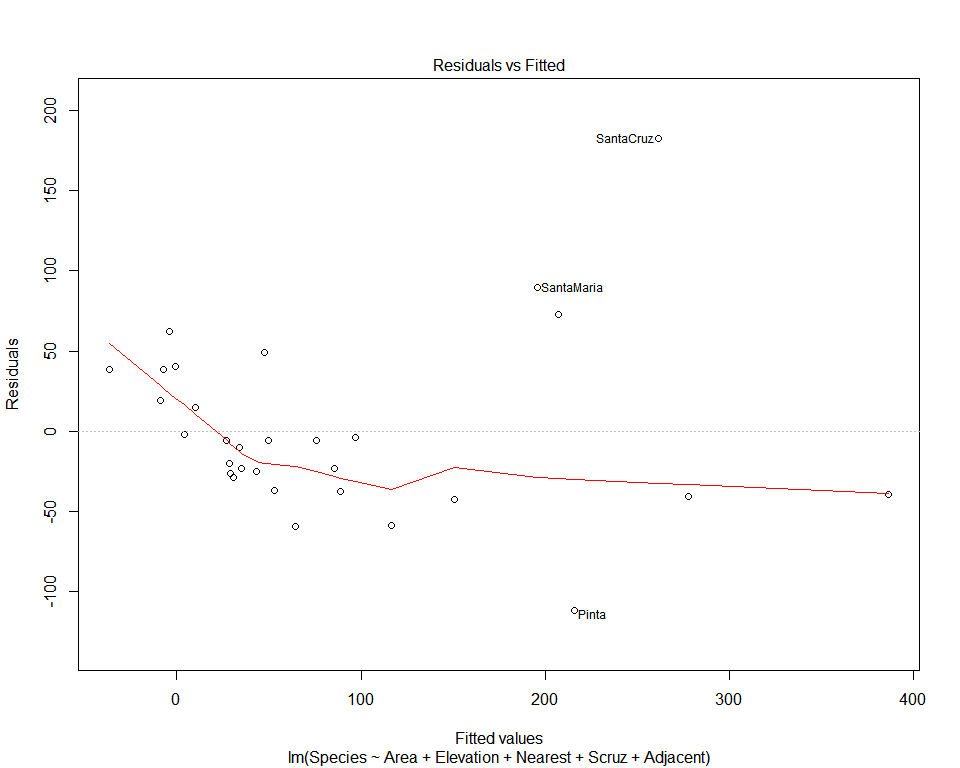 Residuals vs Fitted
200
150
100
50
0
-50
-100
Residuals
SantaCruz
SantaMaria
Pinta
0 100 200 300 400
Fitted values
lm(Species ~ Area + Elevation + Nearest + Scruz + Adjacent)